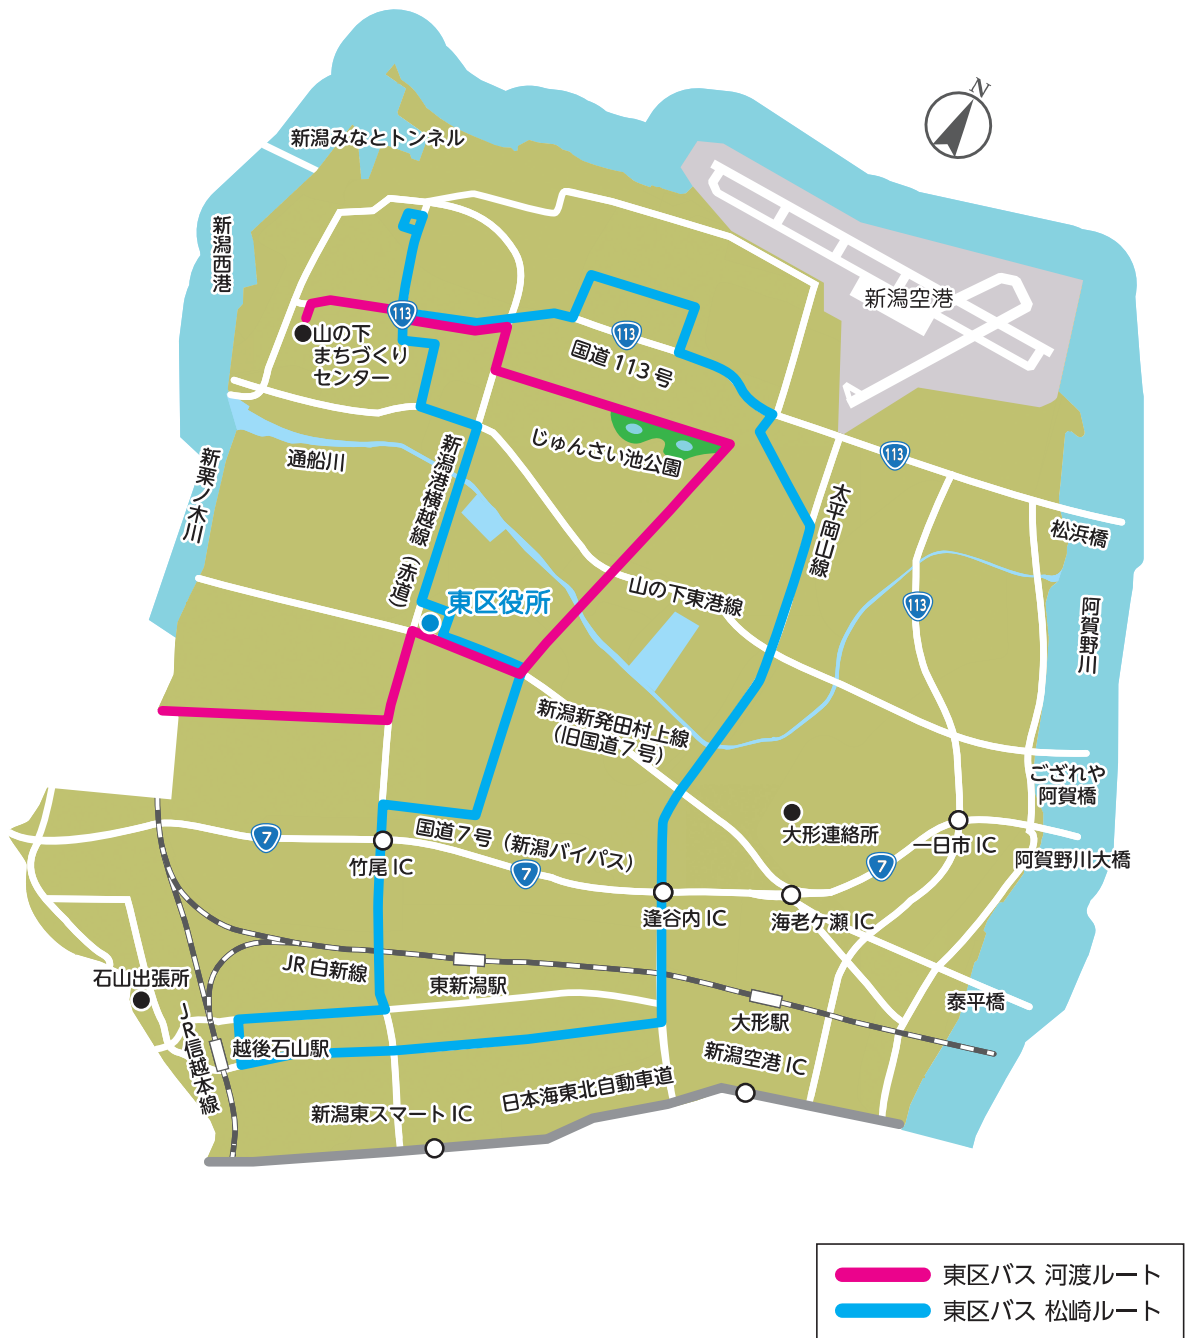 N
新潟みなとトンネル
新潟西港
新潟空港
113
山の下
まちづくり
センター
113
国道113号
じゅんさい池公園
新潟港横越線（赤道）
通船川
新栗ノ木川
113
太平岡山線
松浜橋
東区役所
山の下東港線
113
阿賀野川
新潟新発田村上線
（旧国道7号）
ござれや
阿賀橋
大形連絡所
一日市IC
阿賀野川大橋
7
国道7号（新潟バイパス）
竹尾IC
7
7
逢谷内IC
海老ケ瀬IC
石山出張所
JR白新線
東新潟駅
大形駅
泰平橋
JR信越本線
越後石山駅
新潟空港IC
日本海東北自動車道
新潟東スマートIC
東区バス 河渡ルート
東区バス 松崎ルート